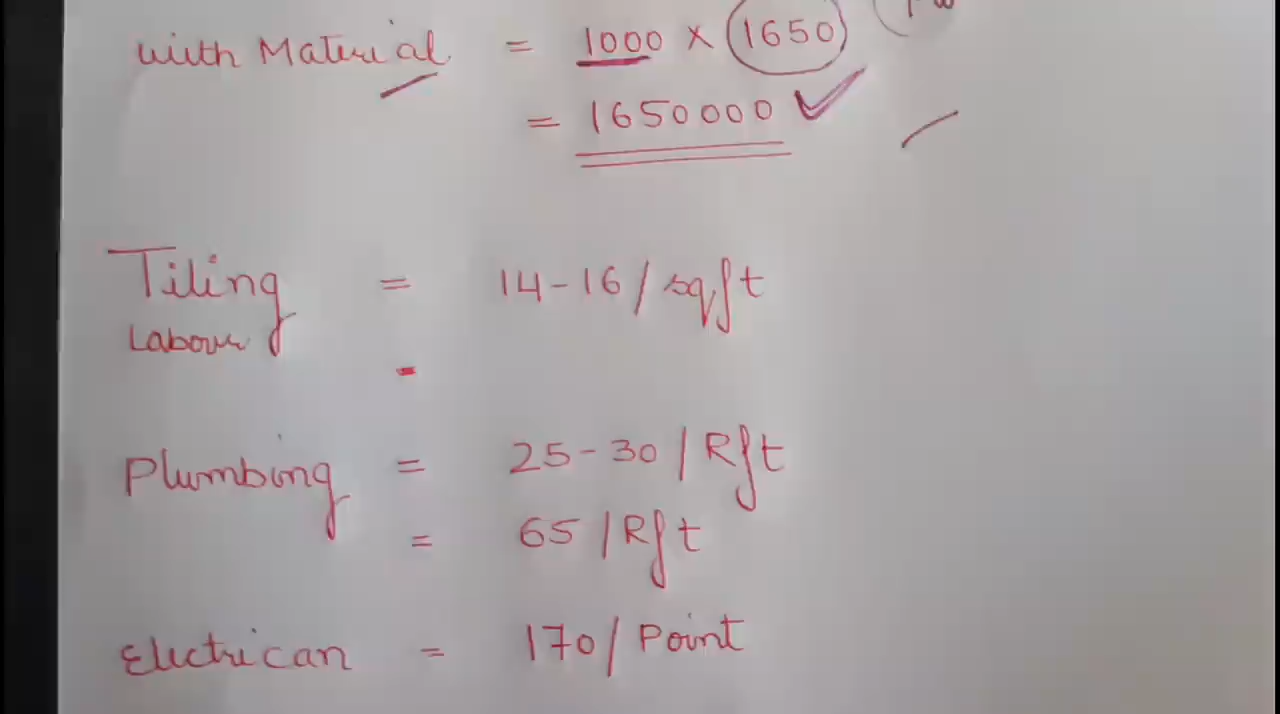 with Material = 1000 × 1650
= 1650000 ✓
Tiling = 14-16/sqft
Labour
Plumbing = 25-30/Rft
= 65/Rft
Electrican = 170/Point